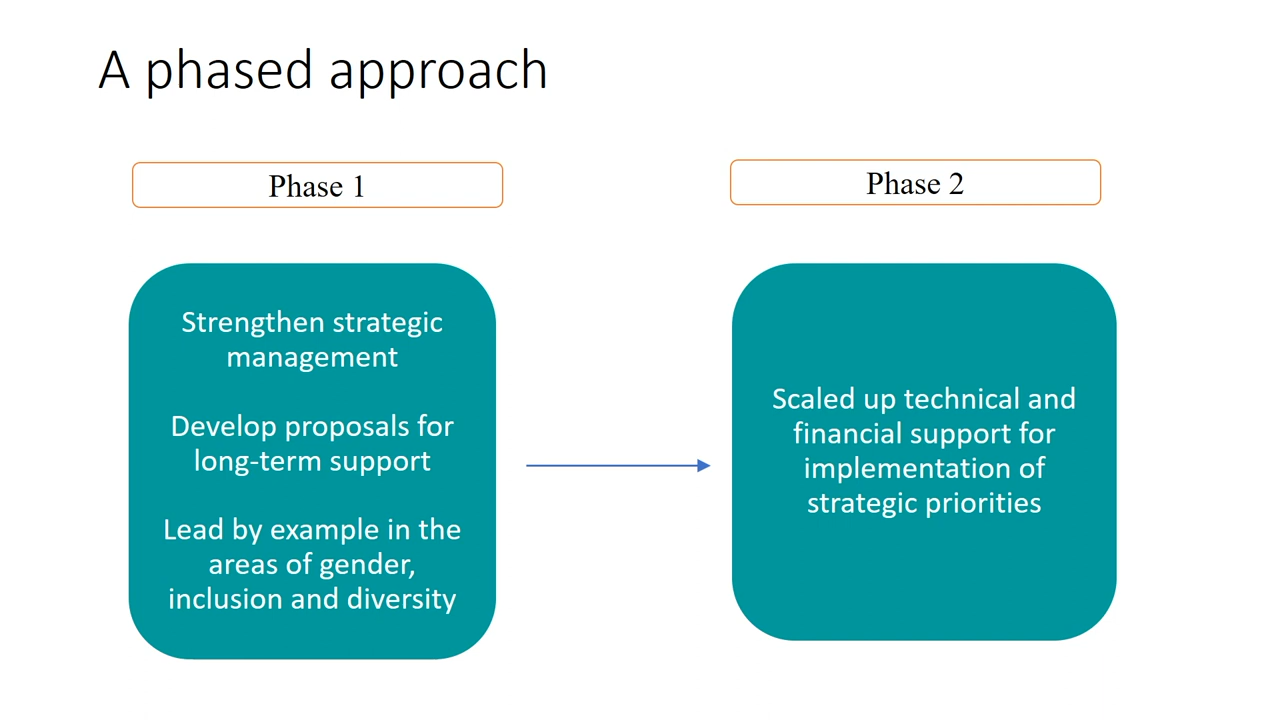 A phased approach
Phase 1
Phase 2
Strengthen strategic
management
Develop proposals for
long-term support
Lead by example in the
areas of gender,
inclusion and diversity
Scaled up technical and
financial support for
implementation of
strategic priorities